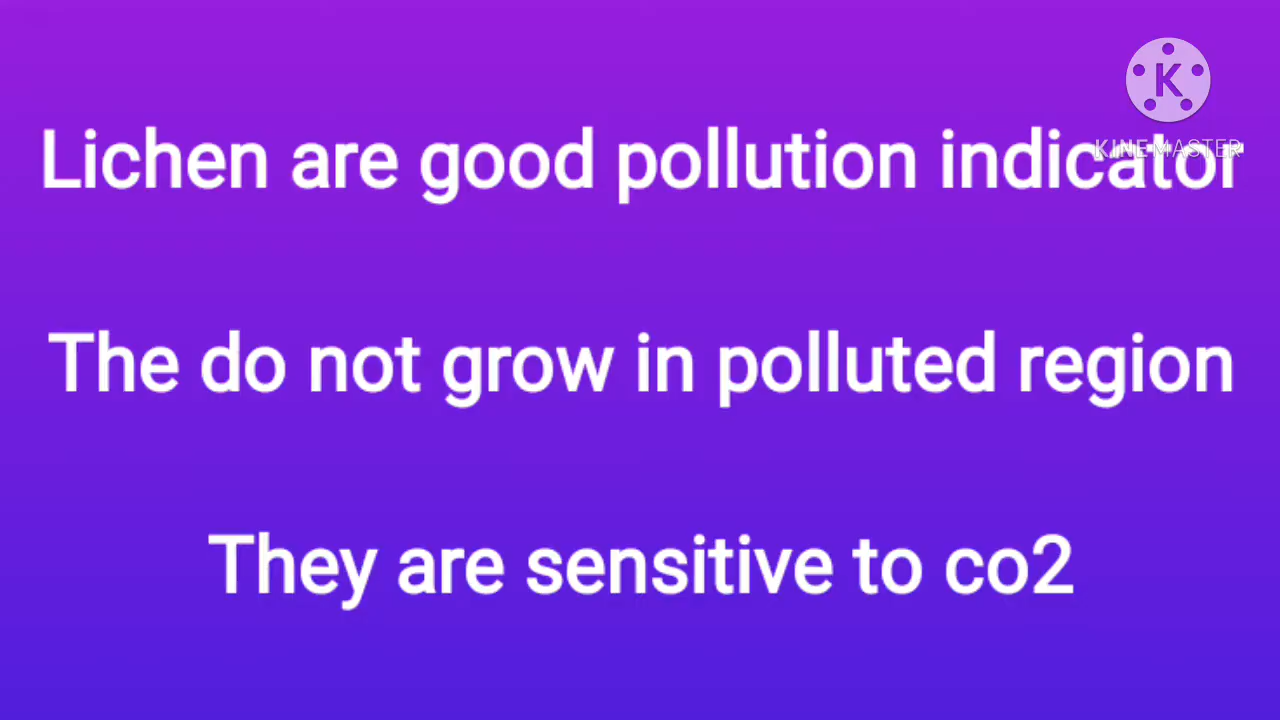 K
KINEMASTER
Lichen are good pollution indicator
The do not grow in polluted region
They are sensitive to co2